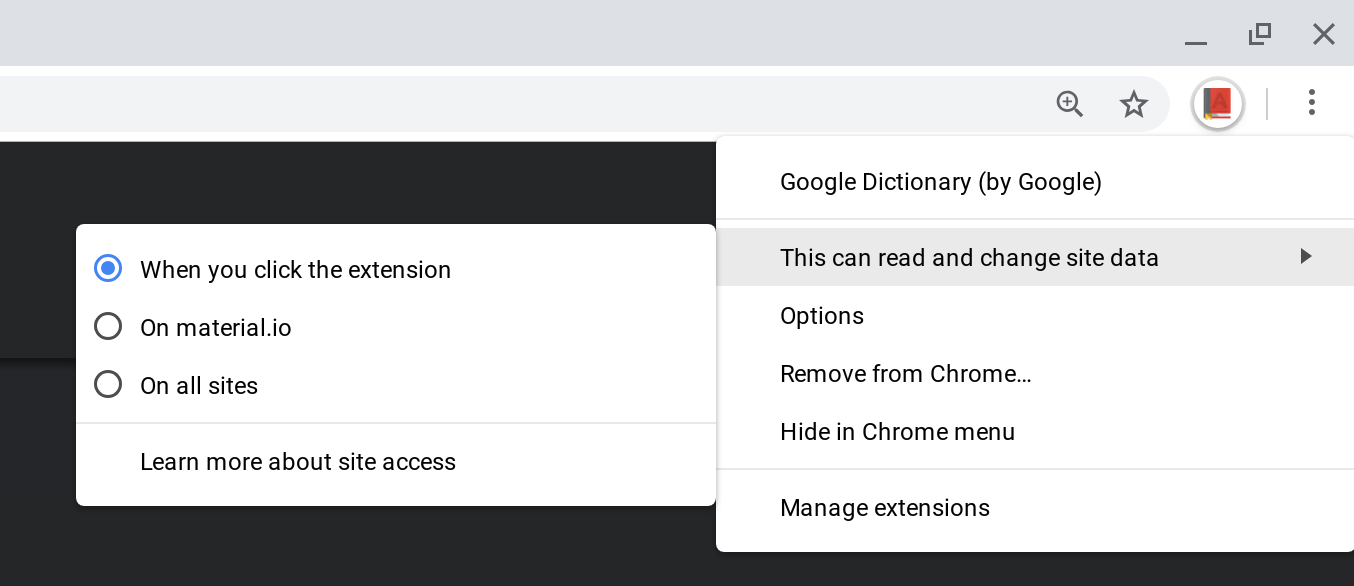 Google Dictionary (by Google)
This can read and change site data
Options
Remove from Chrome…
Hide in Chrome menu
Manage extensions
When you click the extension
On material.io
On all sites
Learn more about site access